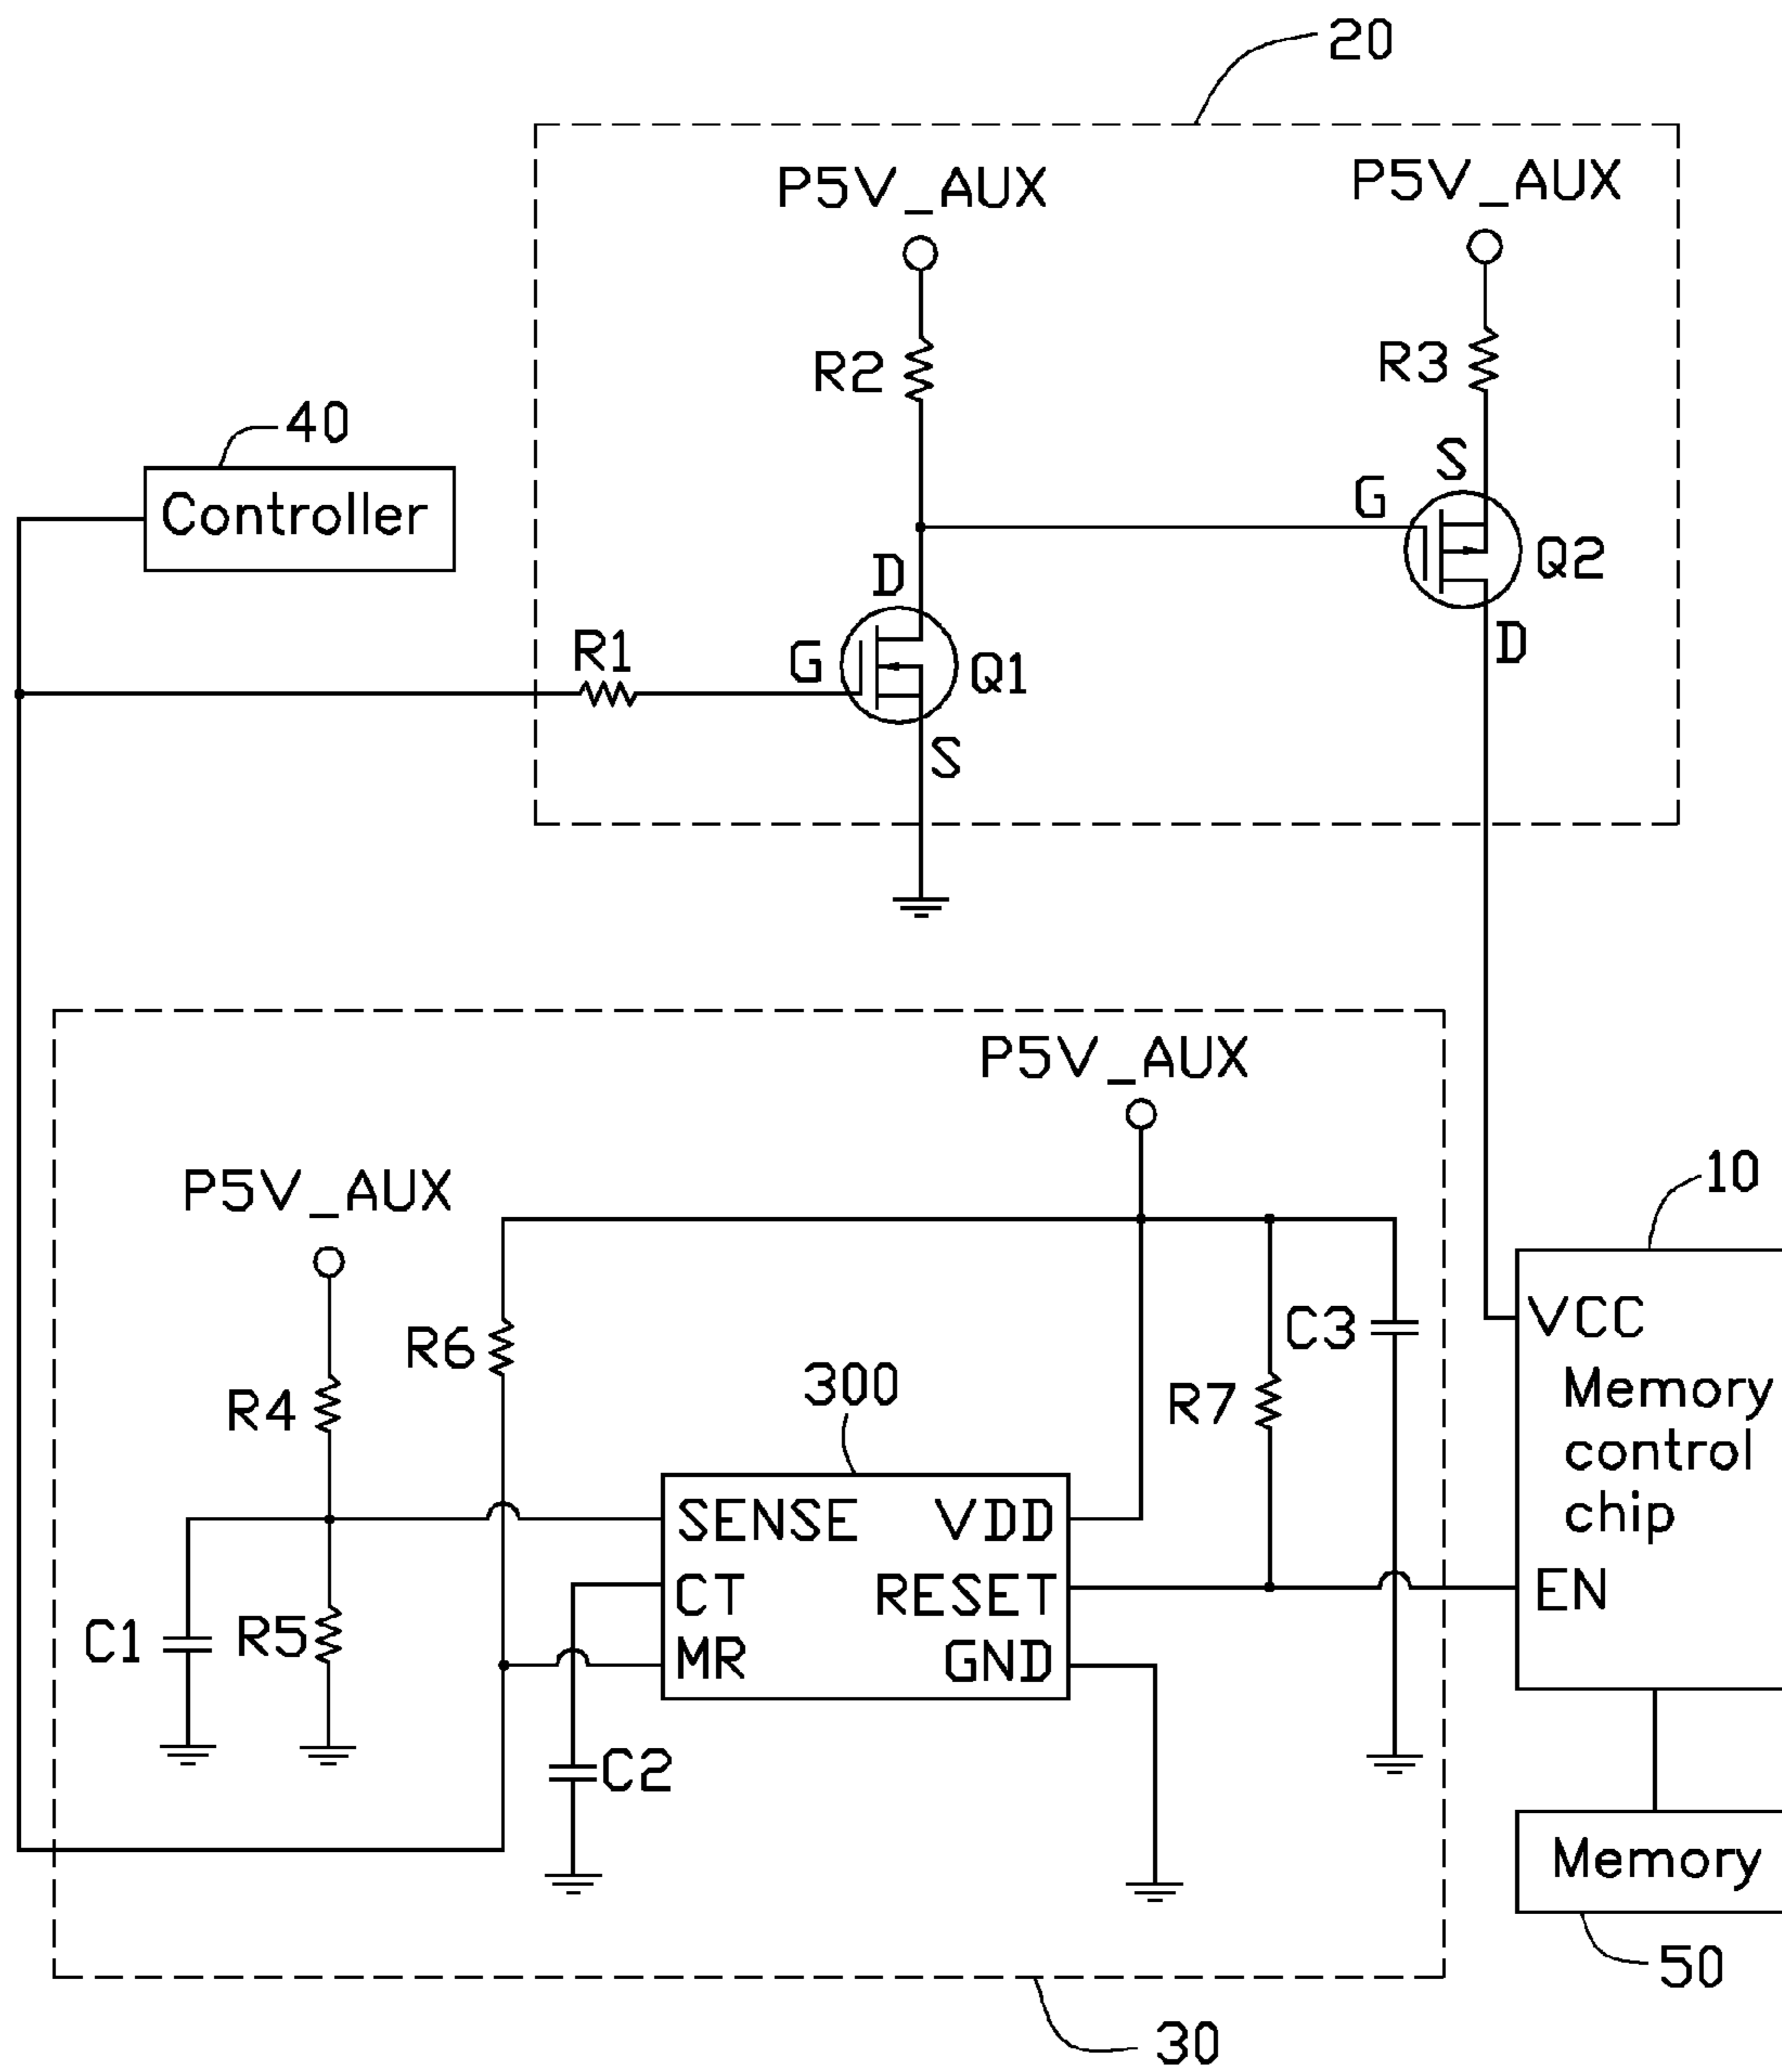 20
P5V_AUX
P5V_AUX
R2
R3
40
Controller
S
G
Q2
D
D
R1
G
Q1
S
P5V_AUX
P5V_AUX
10
R6
C3
VCC
R4
300
R7
Memory
control
chip
SENSE
VDD
CT
RESET
EN
C1
R5
MR
GND
C2
Memory
50
30